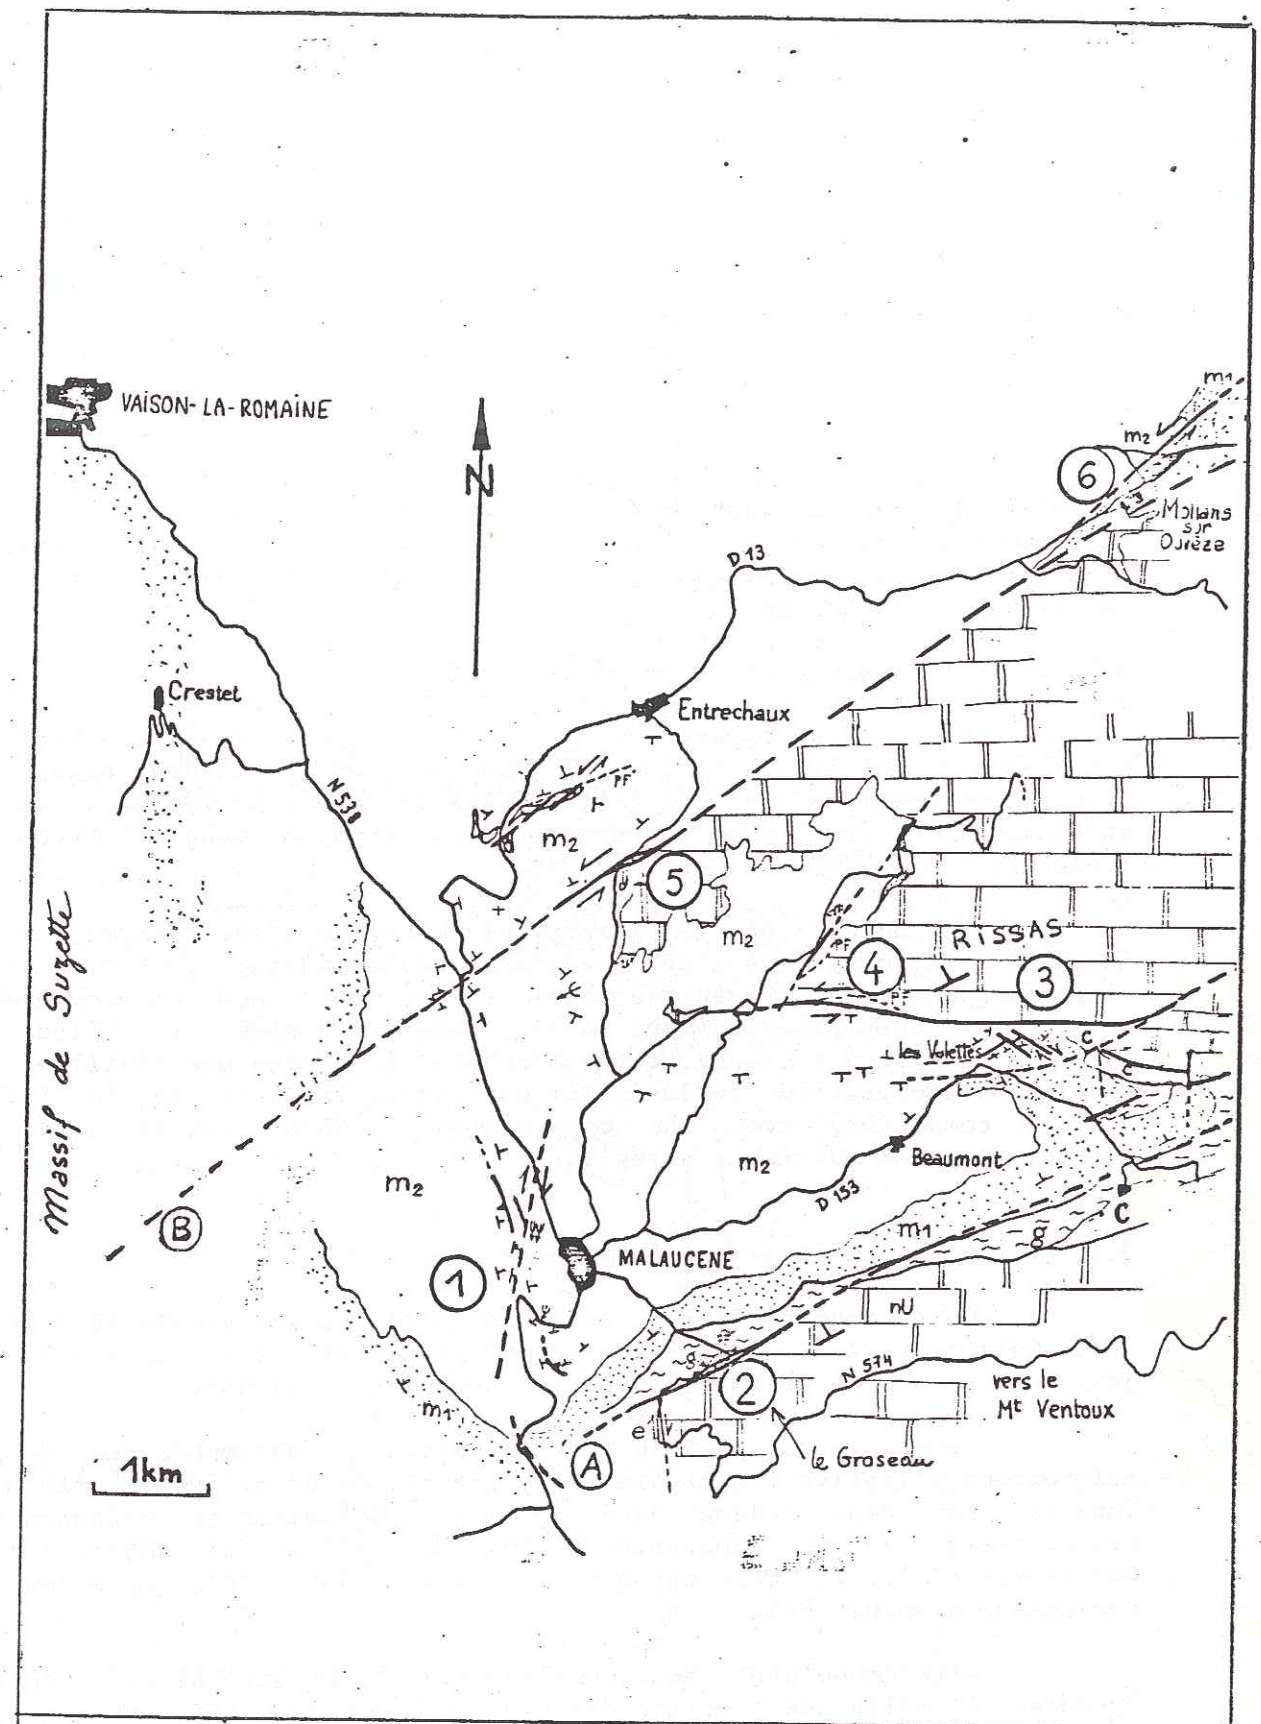 m1
VAISON-LA-ROMAINE
m2
6
N
Mollans
sur
Ouvèze
D 13
Crestet
Entrechaux
N 538
PF
m2
5
Massif de Suzette
m2
RISSAS
PF
4
3
PF
les Valettes
C
C
m2
m2
Beaumont
D 153
B
m1
g
C
MALAUCENE
1
nU
g
2
N 574
vers le
Mt Ventoux
m1
e
A
le Groseau
1km